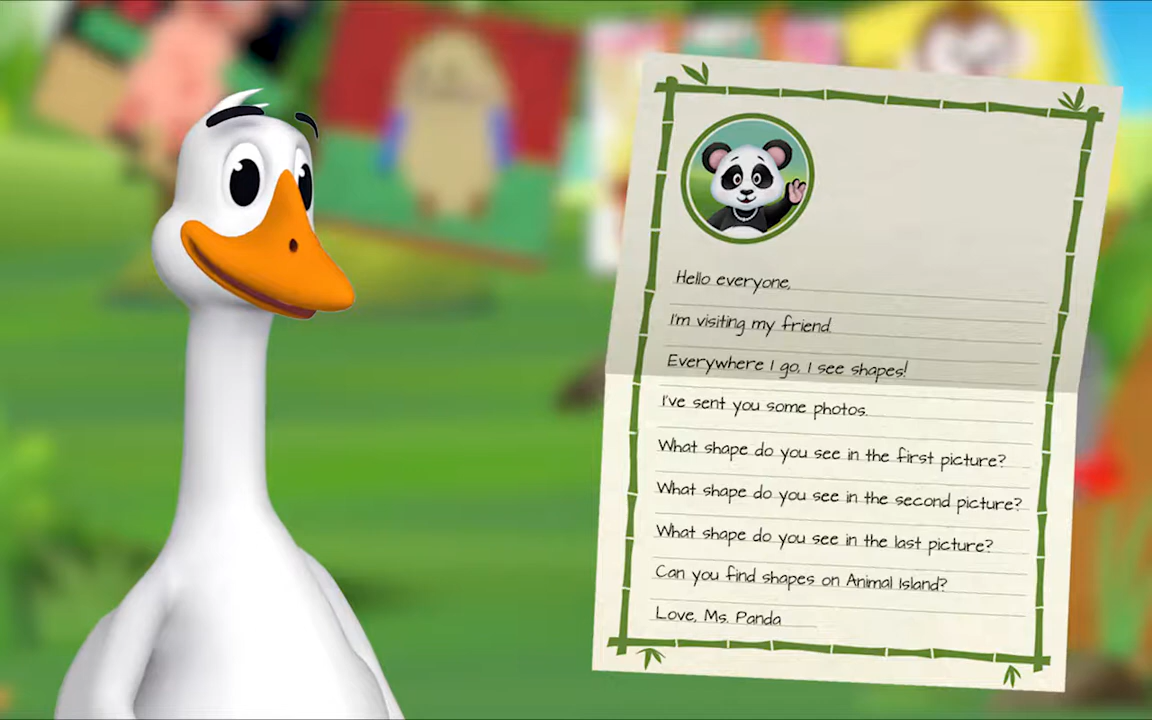 Hello everyone,
I'm visiting my friend.
Everywhere I go, I see shapes!
I've sent you some photos.
What shape do you see in the first picture?
What shape do you see in the second picture?
What shape do you see in the last picture?
Can you find shapes on Animal Island?
Love, Ms. Panda